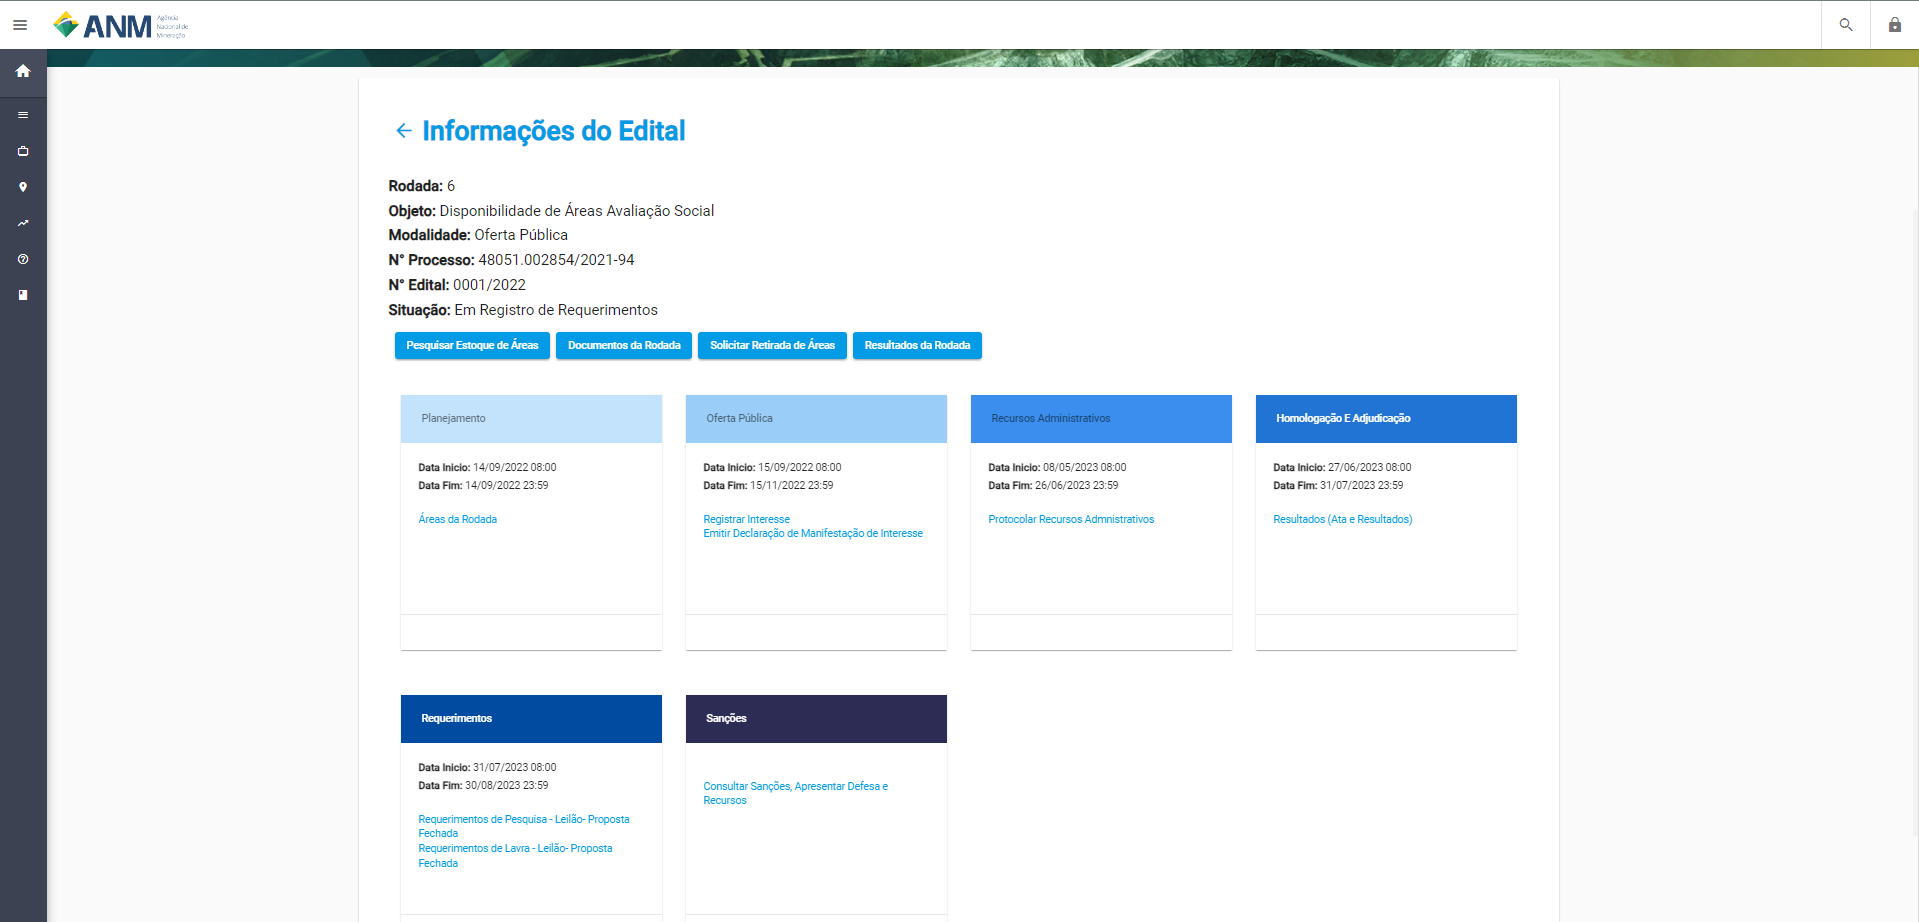 ANM
Agência
Nacional de
Mineração
Informações do Edital
Rodada: 6
Objeto: Disponibilidade de Áreas Avaliação Social
Modalidade: Oferta Pública
N° Processo: 48051.002854/2021-94
N° Edital: 0001/2022
Situação: Em Registro de Requerimentos
Pesquisar Estoque de Áreas
Documentos da Rodada
Solicitar Retirada de Áreas
Resultados da Rodada
Planejamento
Data Inicio: 14/09/2022 08:00
Data Fim: 14/09/2022 23:59
Áreas da Rodada
Oferta Pública
Data Inicio: 15/09/2022 08:00
Data Fim: 15/11/2022 23:59
Registrar Interesse
Emitir Declaração de Manifestação de Interesse
Recursos Administrativos
Data Inicio: 08/05/2023 08:00
Data Fim: 26/06/2023 23:59
Protocolar Recursos Admnistrativos
Homologação E Adjudicação
Data Inicio: 27/06/2023 08:00
Data Fim: 31/07/2023 23:59
Resultados (Ata e Resultados)
Requerimentos
Data Inicio: 31/07/2023 08:00
Data Fim: 30/08/2023 23:59
Requerimentos de Pesquisa - Leilão- Proposta
Fechada
Requerimentos de Lavra - Leilão- Proposta
Fechada
Sanções
Consultar Sanções, Apresentar Defesa e
Recursos